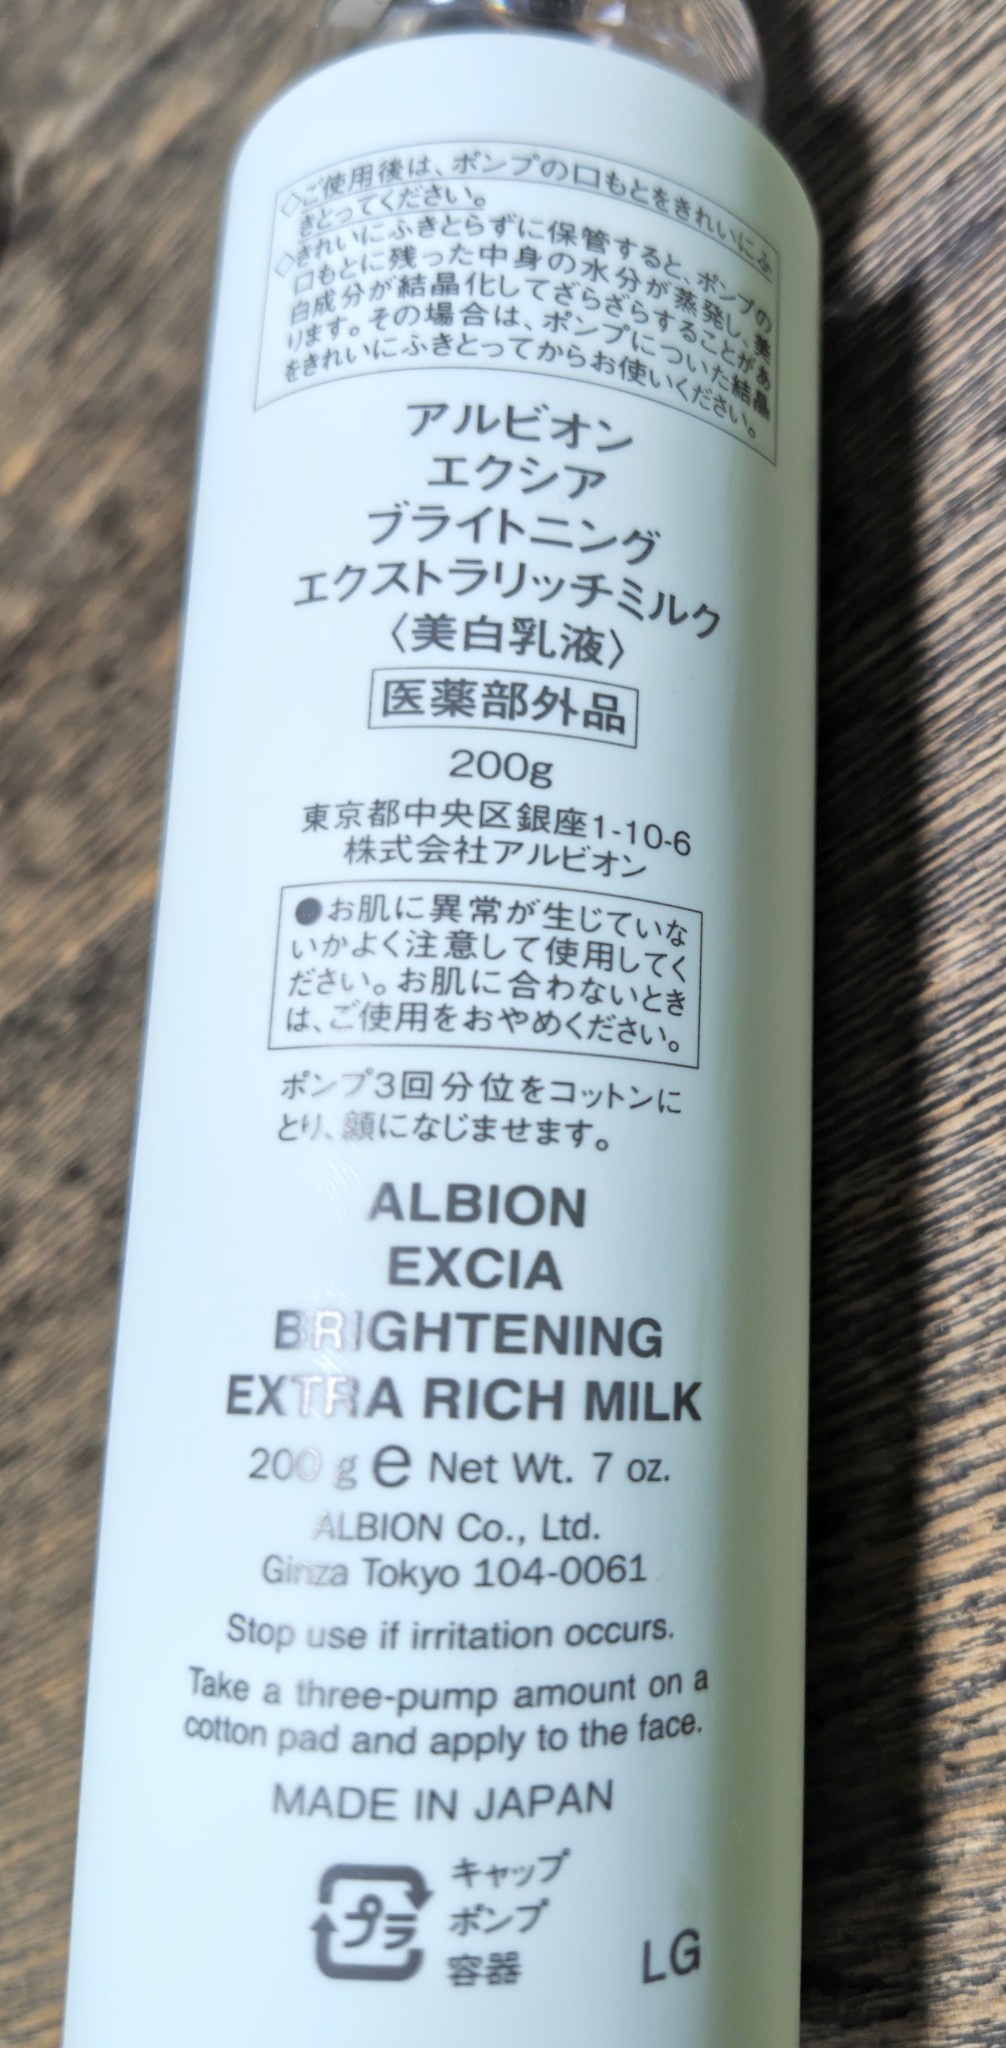 ◇ご使用後は、ポンプの口もとをきれいにふ
きとってください。
◇きれいにふきとらずに保管すると、ポンプの
口もとに残った中身の水分が蒸発し、美
白成分が結晶化してざらざらすることがあ
ります。その場合は、ポンプについた結晶
をきれいにふきとってからお使いください。
アルビオン
エクシア
ブライトニング
エクストラリッチミルク
〈美白乳液〉
医薬部外品
200g
東京都中央区銀座1-10-6
株式会社アルビオン
●お肌に異常が生じていな
いかよく注意して使用してく
ださい。お肌に合わないとき
は、ご使用をおやめください。
ポンプ3回分位をコットンに
とり、顔になじませます。
ALBION
EXCIA
BRIGHTENING
EXTRA RICH MILK
200 g e Net Wt. 7 oz.
ALBION Co., Ltd.
Ginza Tokyo 104-0061
Stop use if irritation occurs.
Take a three-pump amount on a
cotton pad and apply to the face.
MADE IN JAPAN
プラ
キャップ
ポンプ
容器
LG